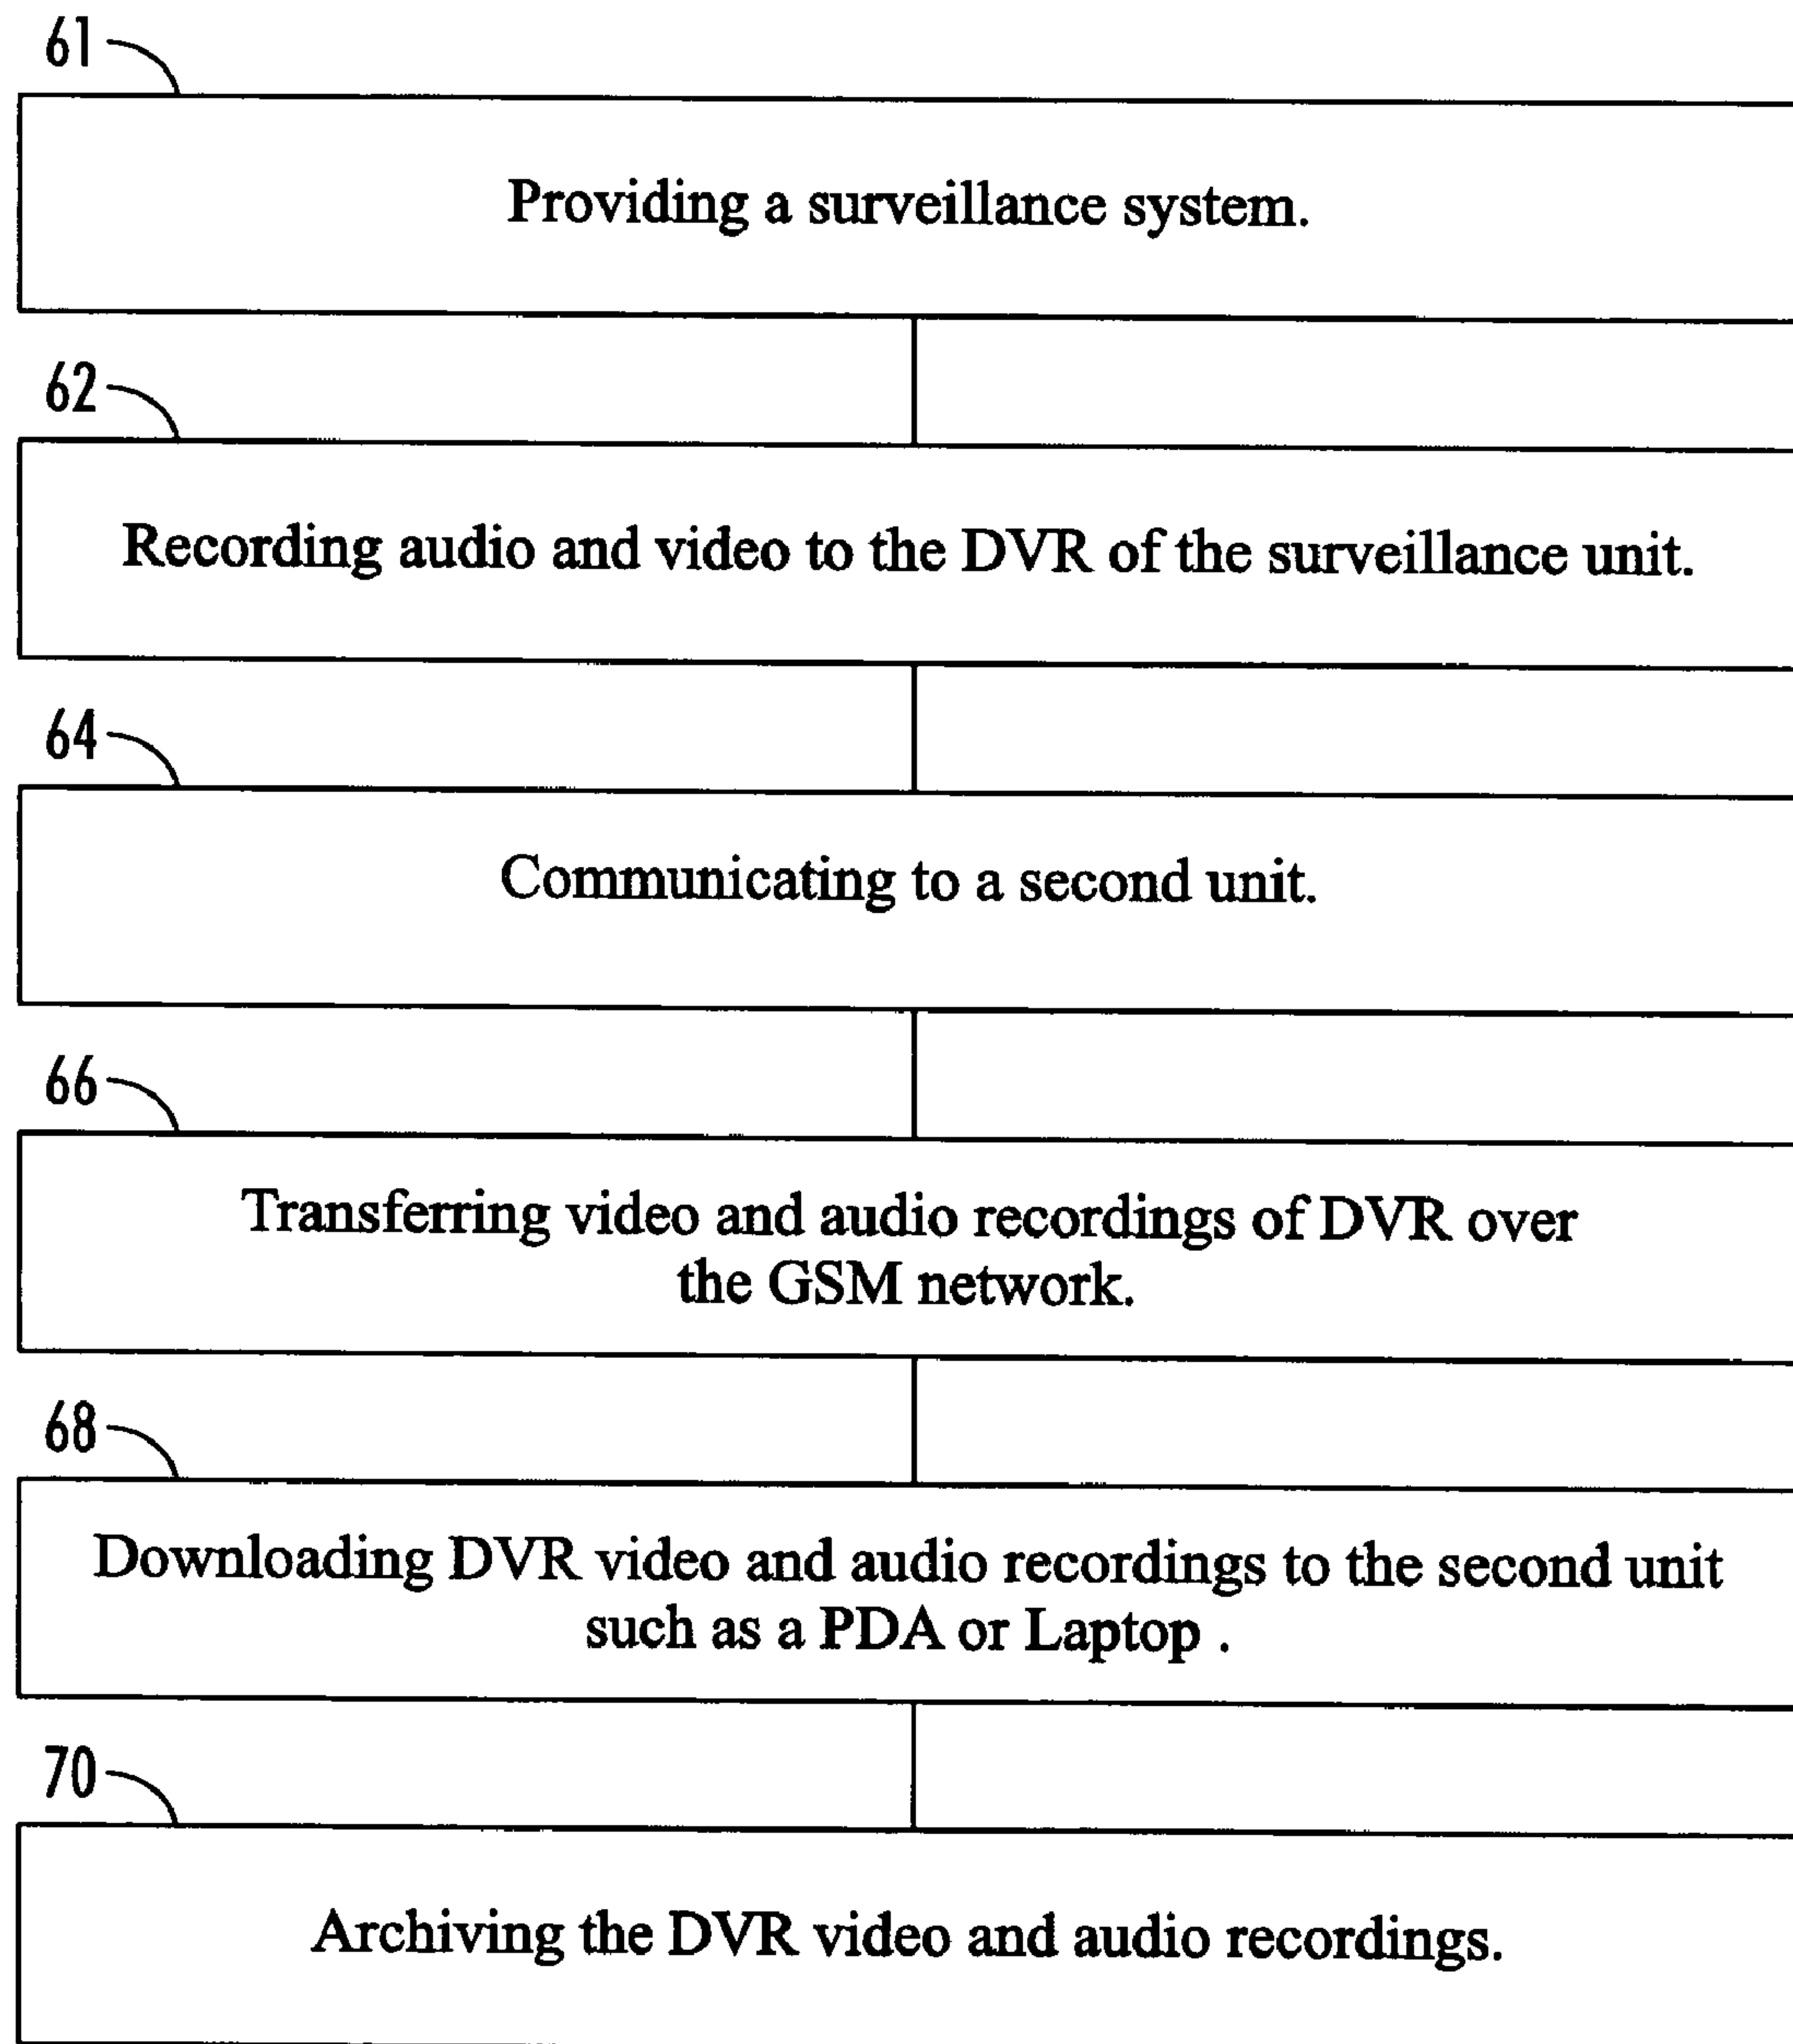 61
Providing a surveillance system.
62
Recording audio and video to the DVR of the surveillance unit.
64
Communicating to a second unit.
66
Transferring video and audio recordings of DVR over
the GSM network.
68
Downloading DVR video and audio recordings to the second unit
such as a PDA or Laptop .
70
Archiving the DVR video and audio recordings.